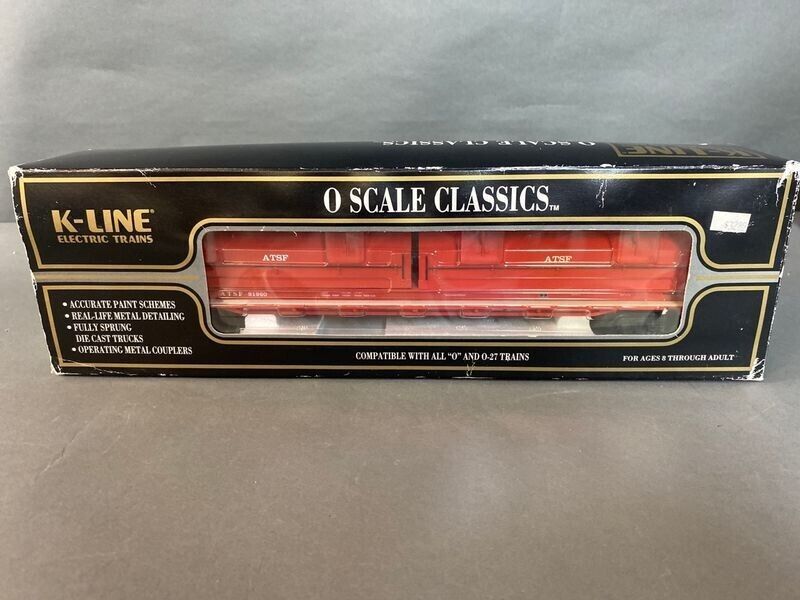 O SCALE CLASSICS
K-LINE
O SCALE CLASSICS™
K-LINE®
ELECTRIC TRAINS
ATSF
ATSF
ATSF 91960
• ACCURATE PAINT SCHEMES
• REAL-LIFE METAL DETAILING
• FULLY SPRUNG
DIE CAST TRUCKS
• OPERATING METAL COUPLERS
COMPATIBLE WITH ALL "O" AND O-27 TRAINS
FOR AGES 8 THROUGH ADULT